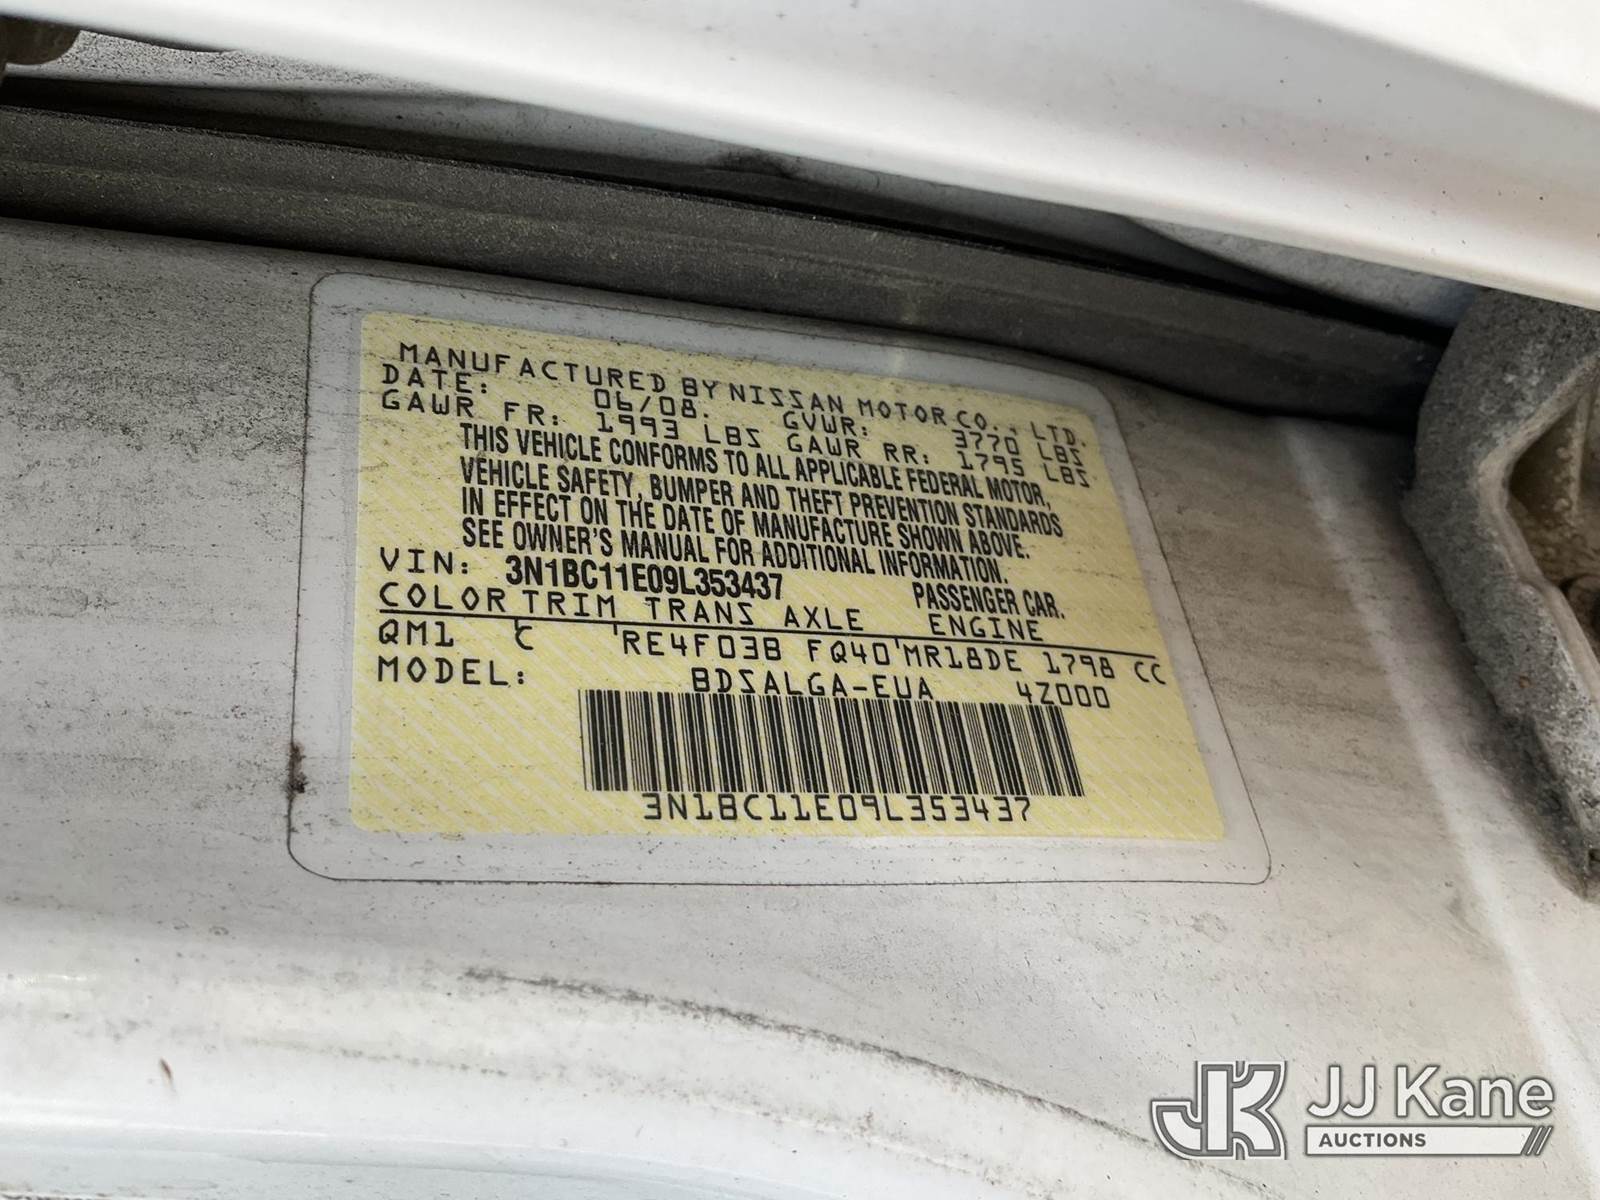 MANUFACTURED BY NISSAN MOTOR CO., LTD.
DATE: 06/08. GVWR: 3770 LBS
GAWR FR: 1993 LBS GAWR RR: 1795 LBS
THIS VEHICLE CONFORMS TO ALL APPLICABLE FEDERAL MOTOR,
VEHICLE SAFETY, BUMPER AND THEFT PREVENTION STANDARDS
IN EFFECT ON THE DATE OF MANUFACTURE SHOWN ABOVE.
SEE OWNER'S MANUAL FOR ADDITIONAL INFORMATION.
VIN: 3N1BC11E09L353437 PASSENGER CAR.
COLOR TRIM TRANS AXLE ENGINE
QM1 C RE4F03B FQ40 MR18DE 1798 CC
MODEL: BDSALGA-EUA 4Z000
3N1BC11E09L353437
JK JJ Kane
AUCTIONS